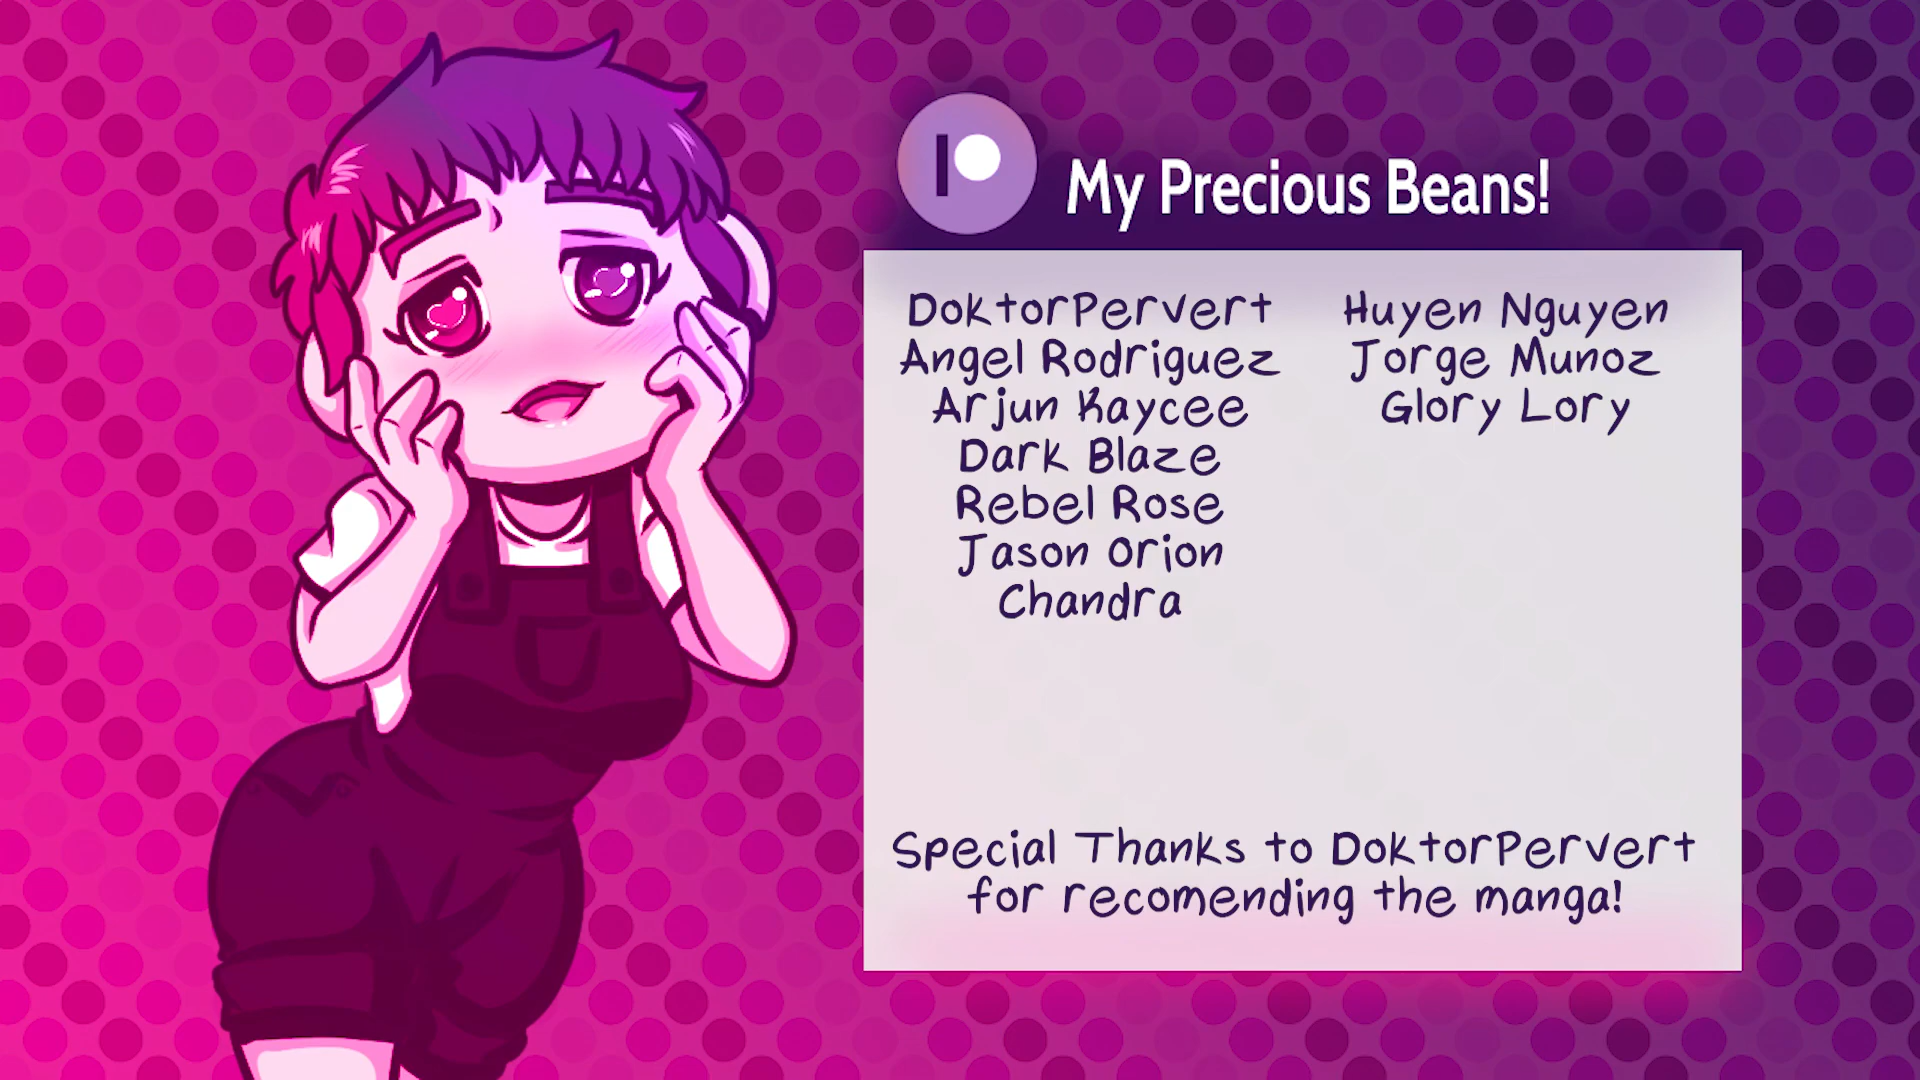 My Precious Beans!
DoktorPervert
Angel Rodriguez
Arjun Kaycee
Dark Blaze
Rebel Rose
Jason Orion
Chandra
Huyen Nguyen
Jorge Munoz
Glory Lory
Special Thanks to DoktorPervert
for recomending the manga!